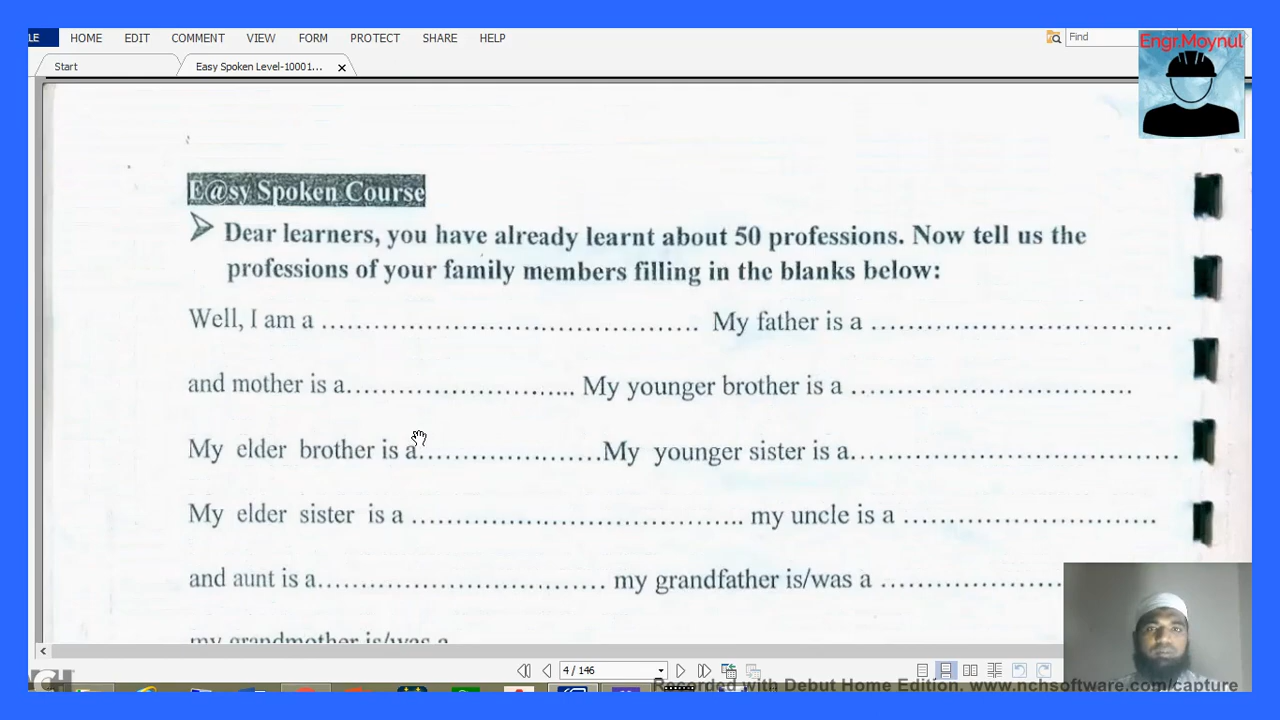 LE HOME EDIT COMMENT VIEW FORM PROTECT SHARE HELP Find
Engr.Moynul
Start Easy Spoken Level-10001... x
E@sy Spoken Course
Dear learners, you have already learnt about 50 professions. Now tell us the
professions of your family members filling in the blanks below:
Well, I am a ........................................... My father is a ..................................
and mother is a.......................... My younger brother is a ................................
My elder brother is a.....................My younger sister is a......................................
My elder sister is a ...................................... my uncle is a .............................
and aunt is a................................. my grandfather is/was a .....................
my grandmother is/was a
4 / 146
Recorded with Debut Home Edition. www.nchsoftware.com/capture